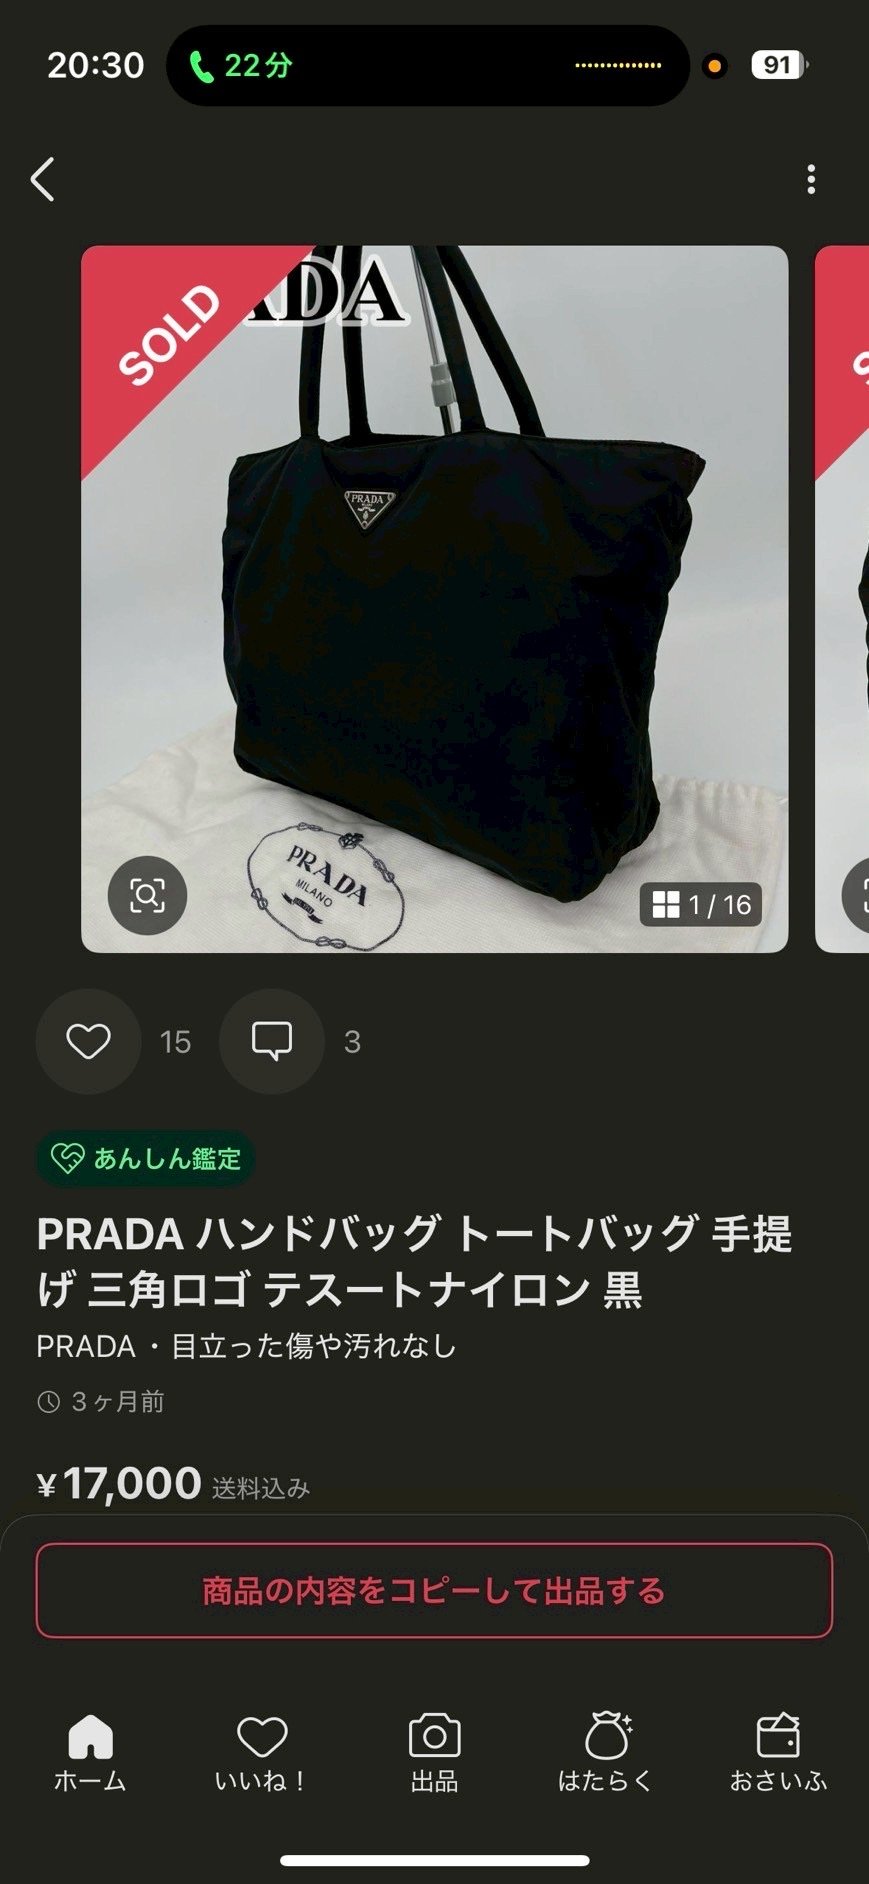 20:30
22分
91
SOLD
ADA
PRADA
PRADA
MILANO
1 / 16
15
3
あんしん鑑定
PRADA ハンドバッグ トートバッグ 手提
げ 三角ロゴ テスートナイロン 黒
PRADA・目立った傷や汚れなし
3ヶ月前
¥17,000 送料込み
商品の内容をコピーして出品する
ホーム
いいね！
出品
はたらく
おさいふ